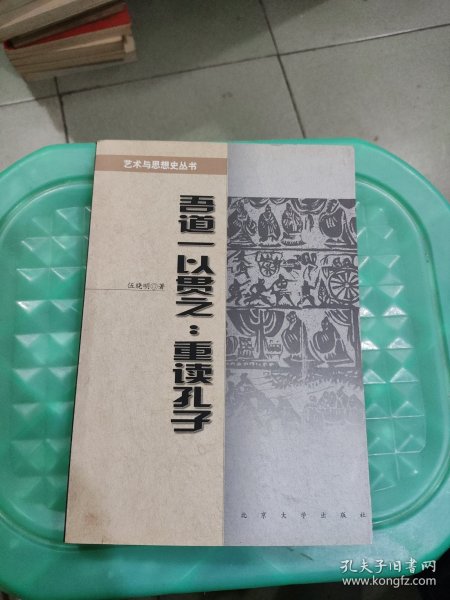 艺术与思想史丛书
吾道一以贯之：重读孔子
伍晓明 著
北京大学出版社
孔夫子旧书网
www.kongfz.com